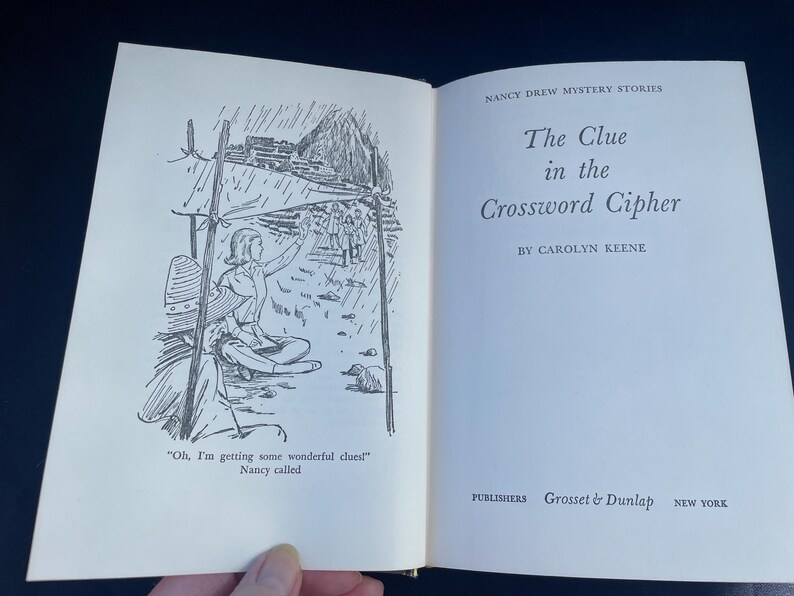 "Oh, I'm getting some wonderful clues!"
Nancy called
NANCY DREW MYSTERY STORIES
The Clue
in the
Crossword Cipher
BY CAROLYN KEENE
PUBLISHERS Grosset & Dunlap NEW YORK